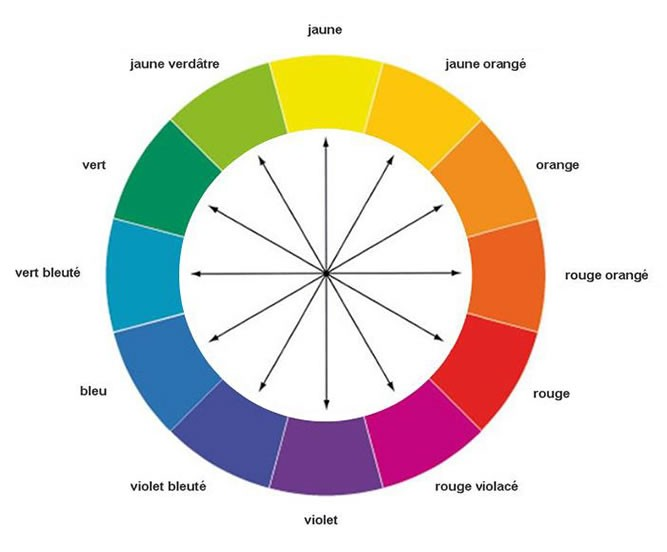 jaune
jaune verdâtre
jaune orangé
vert
orange
vert bleuté
rouge orangé
bleu
rouge
violet bleuté
rouge violacé
violet